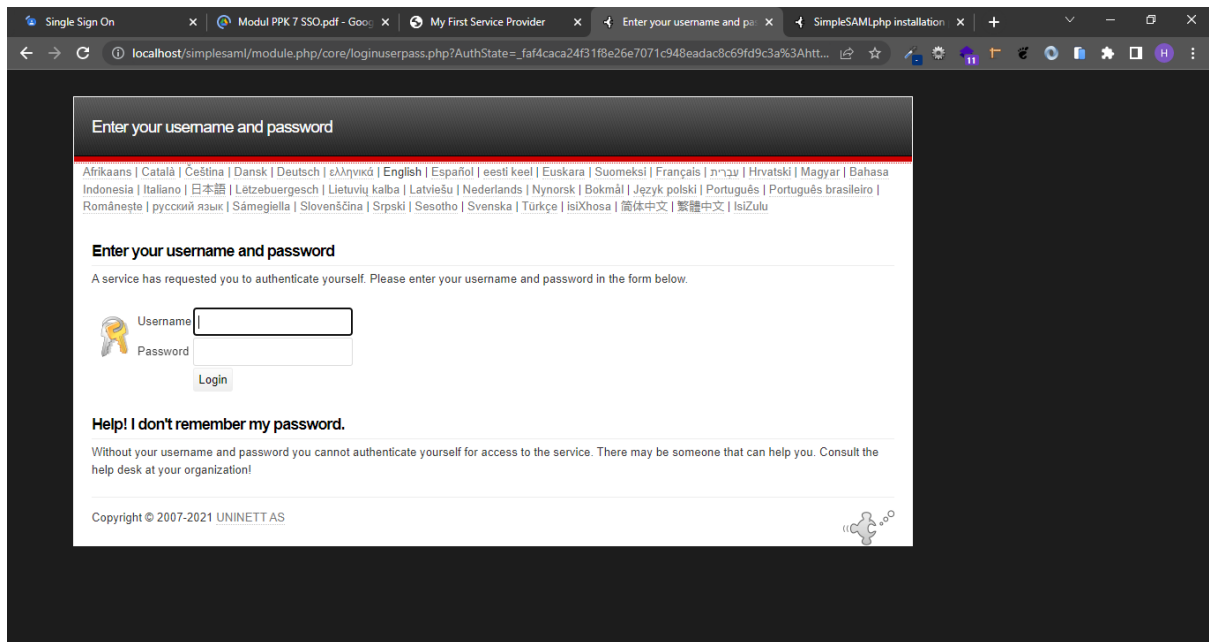 Single Sign On
Modul PPK 7 SSO.pdf - Goog
My First Service Provider
Enter your username and pas
SimpleSAMLphp installation
localhost/simplesaml/module.php/core/loginuserpass.php?AuthState=_faf4caca24f31f8e26e7071c948eadac8c69fd9c3a%3Ahtt...
11
H
Enter your username and password
Afrikaans | Català | Čeština | Dansk | Deutsch | ελληνικά | English | Español | eesti keel | Euskara | Suomeksi | Français | עִבְרִית | Hrvatski | Magyar | Bahasa
Indonesia | Italiano | 日本語 | Lëtzebuergesch | Lietuvių kalba | Latviešu | Nederlands | Nynorsk | Bokmål | Język polski | Português | Português brasileiro |
Românește | русский язык | Sámegiella | Slovenščina | Srpski | Sesotho | Svenska | Türkçe | isiXhosa | 简体中文 | 繁體中文 | IsiZulu
Enter your username and password
A service has requested you to authenticate yourself. Please enter your username and password in the form below.
Username
Password
Login
Help! I don't remember my password.
Without your username and password you cannot authenticate yourself for access to the service. There may be someone that can help you. Consult the
help desk at your organization!
Copyright © 2007-2021 UNINETT AS